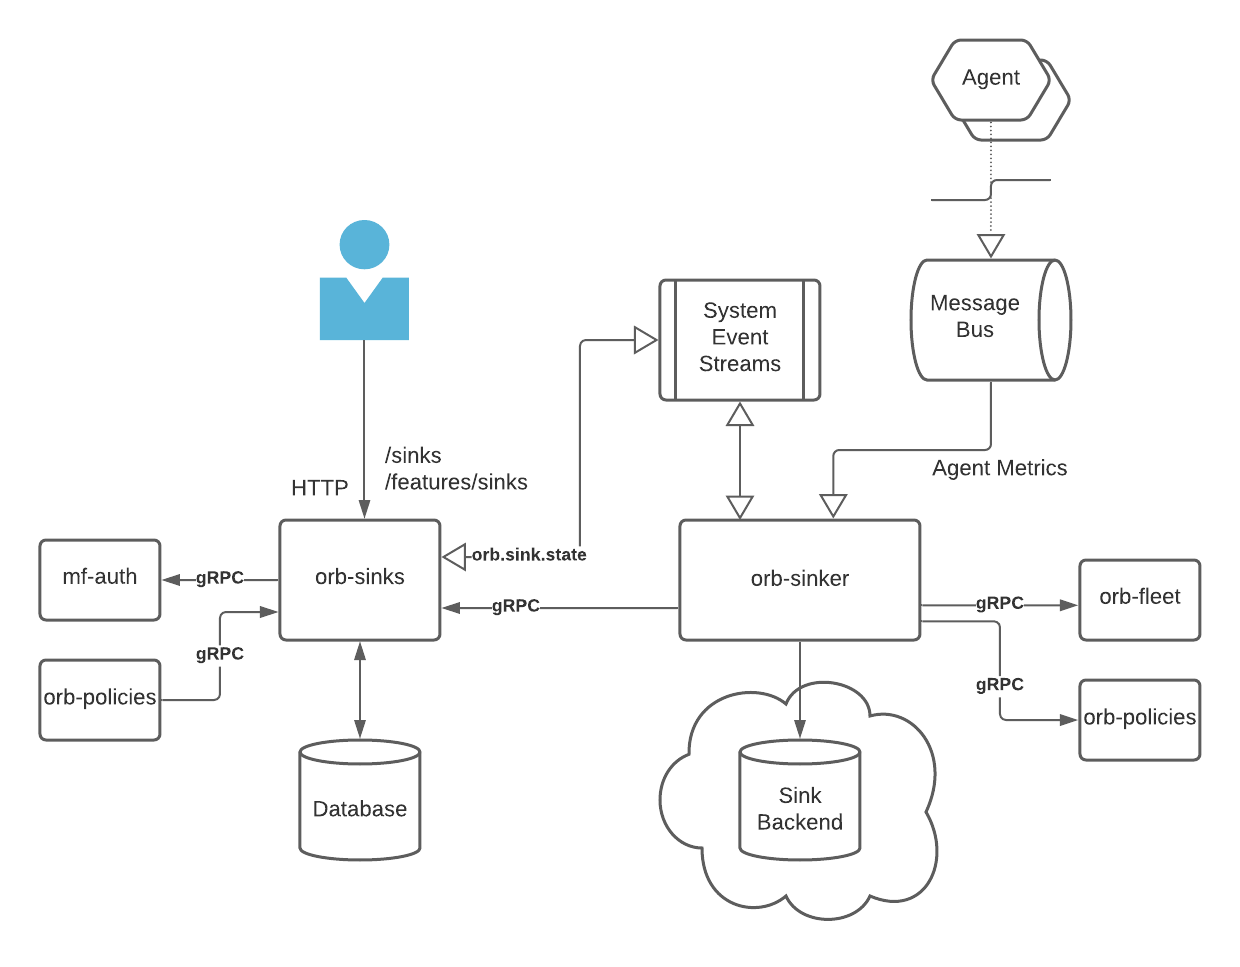 Agent
Message
Bus
System
Event
Streams
/sinks
/features/sinks
HTTP
Agent Metrics
orb.sink.state
mf-auth
gRPC
orb-sinks
gRPC
orb-sinker
gRPC
orb-fleet
gRPC
orb-policies
gRPC
orb-policies
Database
Sink
Backend